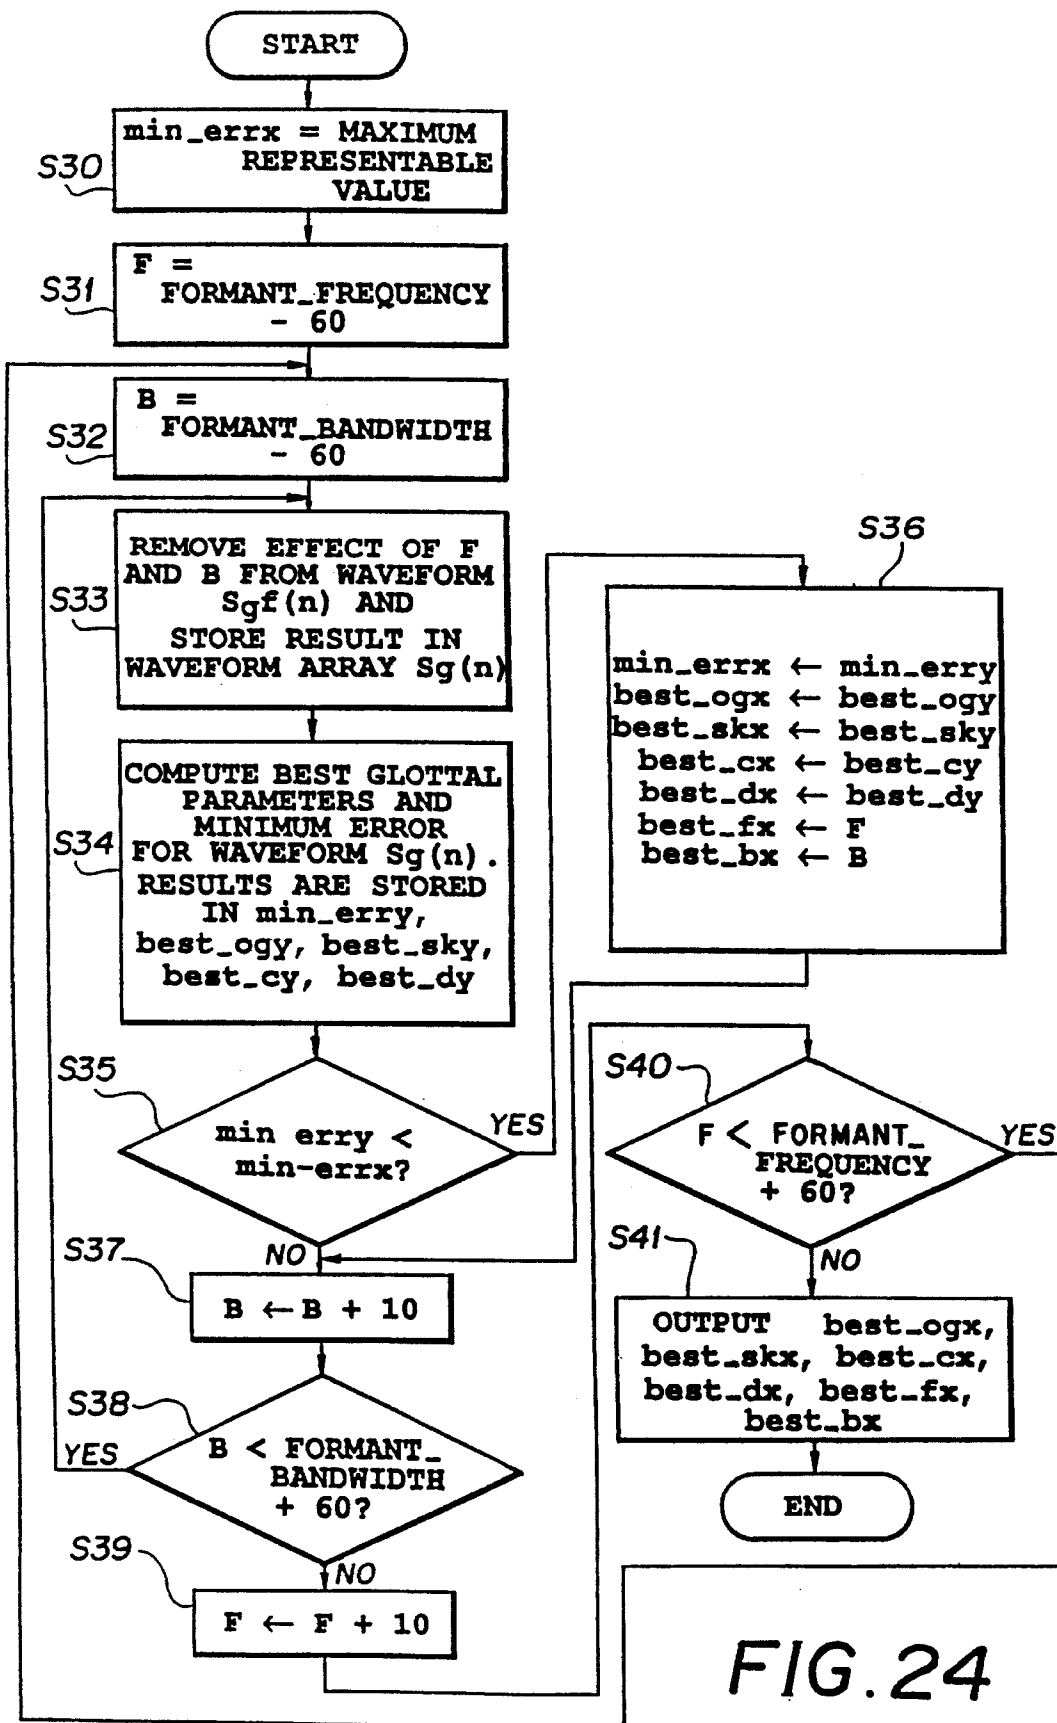 START
S30
min_errx = MAXIMUM
REPRESENTABLE
VALUE
S31
F =
FORMANT_FREQUENCY
- 60
S32
B =
FORMANT_BANDWIDTH
- 60
S33
REMOVE EFFECT OF F
AND B FROM WAVEFORM
Sgf(n) AND
STORE RESULT IN
WAVEFORM ARRAY Sg(n)
S34
COMPUTE BEST GLOTTAL
PARAMETERS AND
MINIMUM ERROR
FOR WAVEFORM Sg(n).
RESULTS ARE STORED
IN min_erry,
best_ogy, best_sky,
best_cy, best_dy
S35
min erry <
min-errx?
YES
NO
S36
min_errx ← min_erry
best_ogx ← best_ogy
best_skx ← best_sky
best_cx ← best_cy
best_dx ← best_dy
best_fx ← F
best_bx ← B
S37
B ← B + 10
S38
B < FORMANT_
BANDWIDTH
+ 60?
YES
NO
S39
F ← F + 10
S40
F < FORMANT_
FREQUENCY
+ 60?
YES
NO
S41
OUTPUT best_ogx,
best_skx, best_cx,
best_dx, best_fx,
best_bx
END
FIG. 24